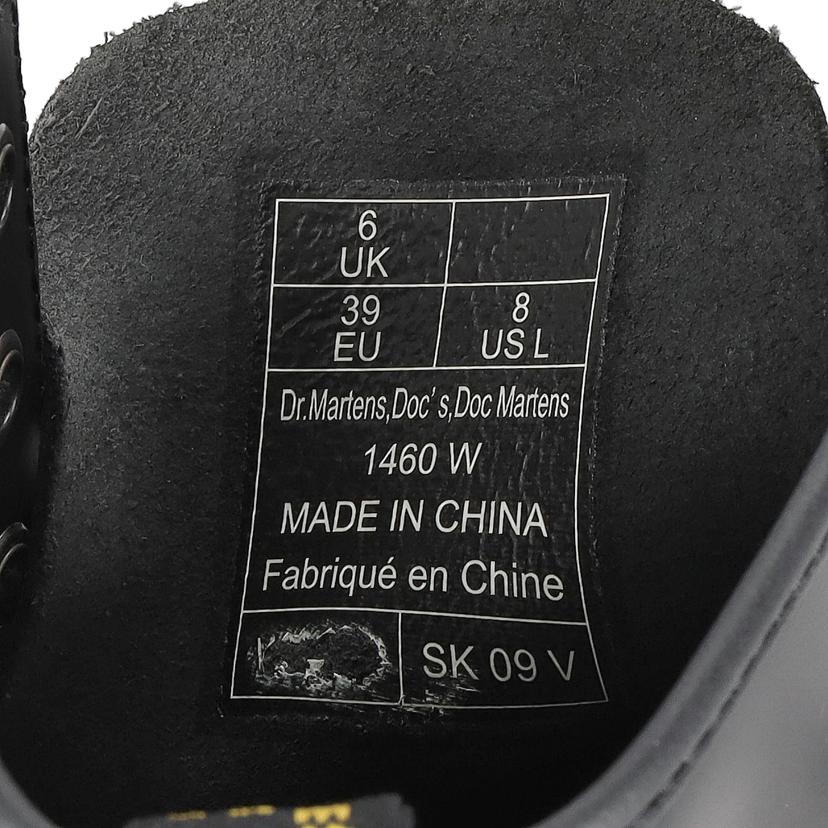 6
UK
39
EU
8
US L
Dr.Martens,Doc's,Doc Martens
1460 W
MADE IN CHINA
Fabriqué en Chine
SK 09 V